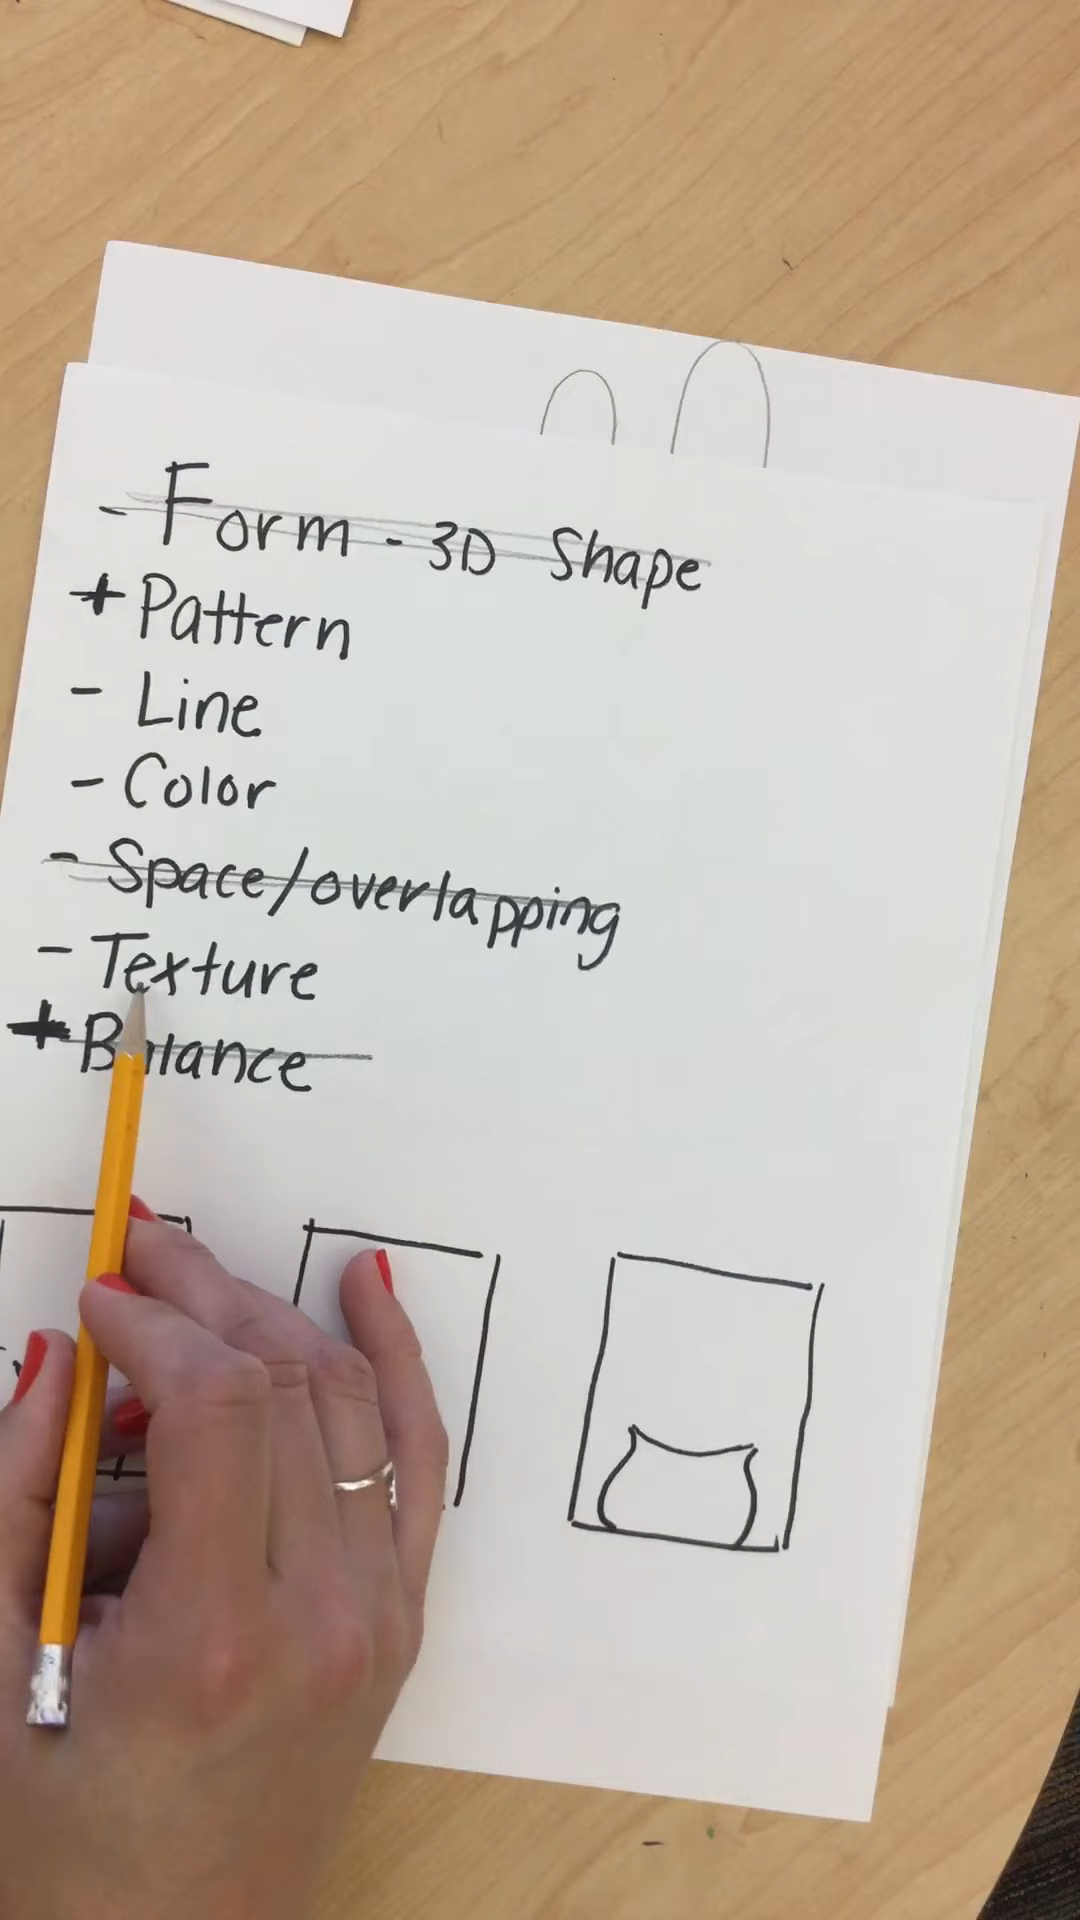 - Form - 3D Shape
+ Pattern
- Line
- Color
- Space/overlapping
- Texture
+ Balance